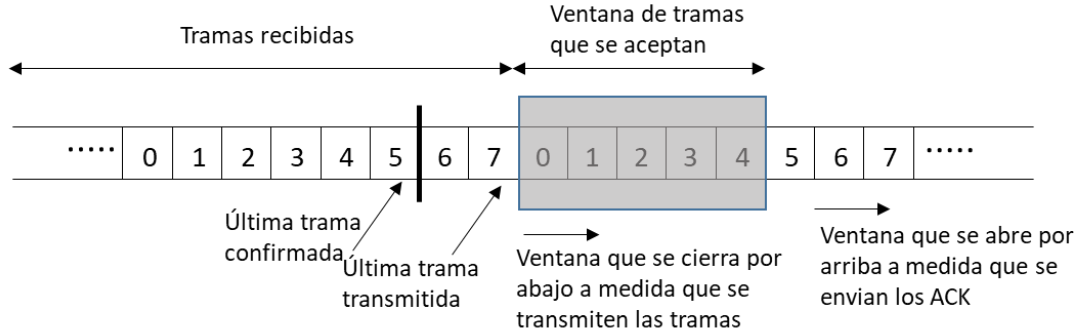 Tramas recibidas
Ventana de tramas
que se aceptan
..... 0 1 2 3 4 5 6 7 0 1 2 3 4 5 6 7 .....
Última trama
confirmada
Última trama
transmitida
Ventana que se cierra por
abajo a medida que se
transmiten las tramas
Ventana que se abre por
arriba a medida que se
envian los ACK